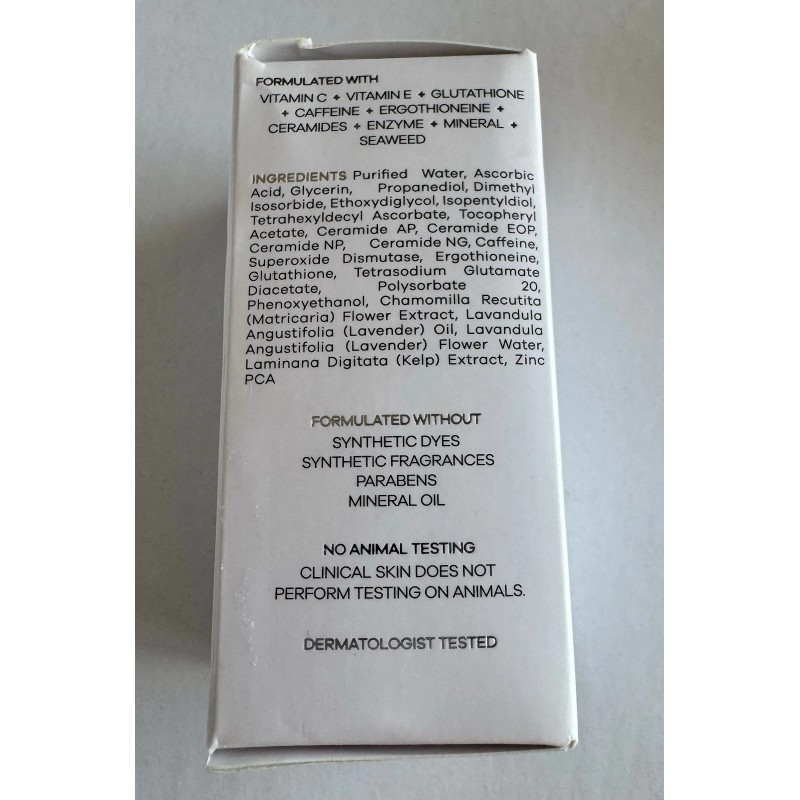 FORMULATED WITH
VITAMIN C + VITAMIN E + GLUTATHIONE
+ CAFFEINE + ERGOTHIONEINE +
CERAMIDES + ENZYME + MINERAL +
SEAWEED
INGREDIENTS Purified Water, Ascorbic
Acid, Glycerin, Propanediol, Dimethyl
Isosorbide, Ethoxydiglycol, Isopentyldiol,
Tetrahexyldecyl Ascorbate, Tocopheryl
Acetate, Ceramide AP, Ceramide EOP,
Ceramide NP, Ceramide NG, Caffeine,
Superoxide Dismutase, Ergothioneine,
Glutathione, Tetrasodium Glutamate
Diacetate, Polysorbate 20,
Phenoxyethanol, Chamomilla Recutita
(Matricaria) Flower Extract, Lavandula
Angustifolia (Lavender) Oil, Lavandula
Angustifolia (Lavender) Flower Water,
Laminana Digitata (Kelp) Extract, Zinc
PCA
FORMULATED WITHOUT
SYNTHETIC DYES
SYNTHETIC FRAGRANCES
PARABENS
MINERAL OIL
NO ANIMAL TESTING
CLINICAL SKIN DOES NOT
PERFORM TESTING ON ANIMALS.
DERMATOLOGIST TESTED